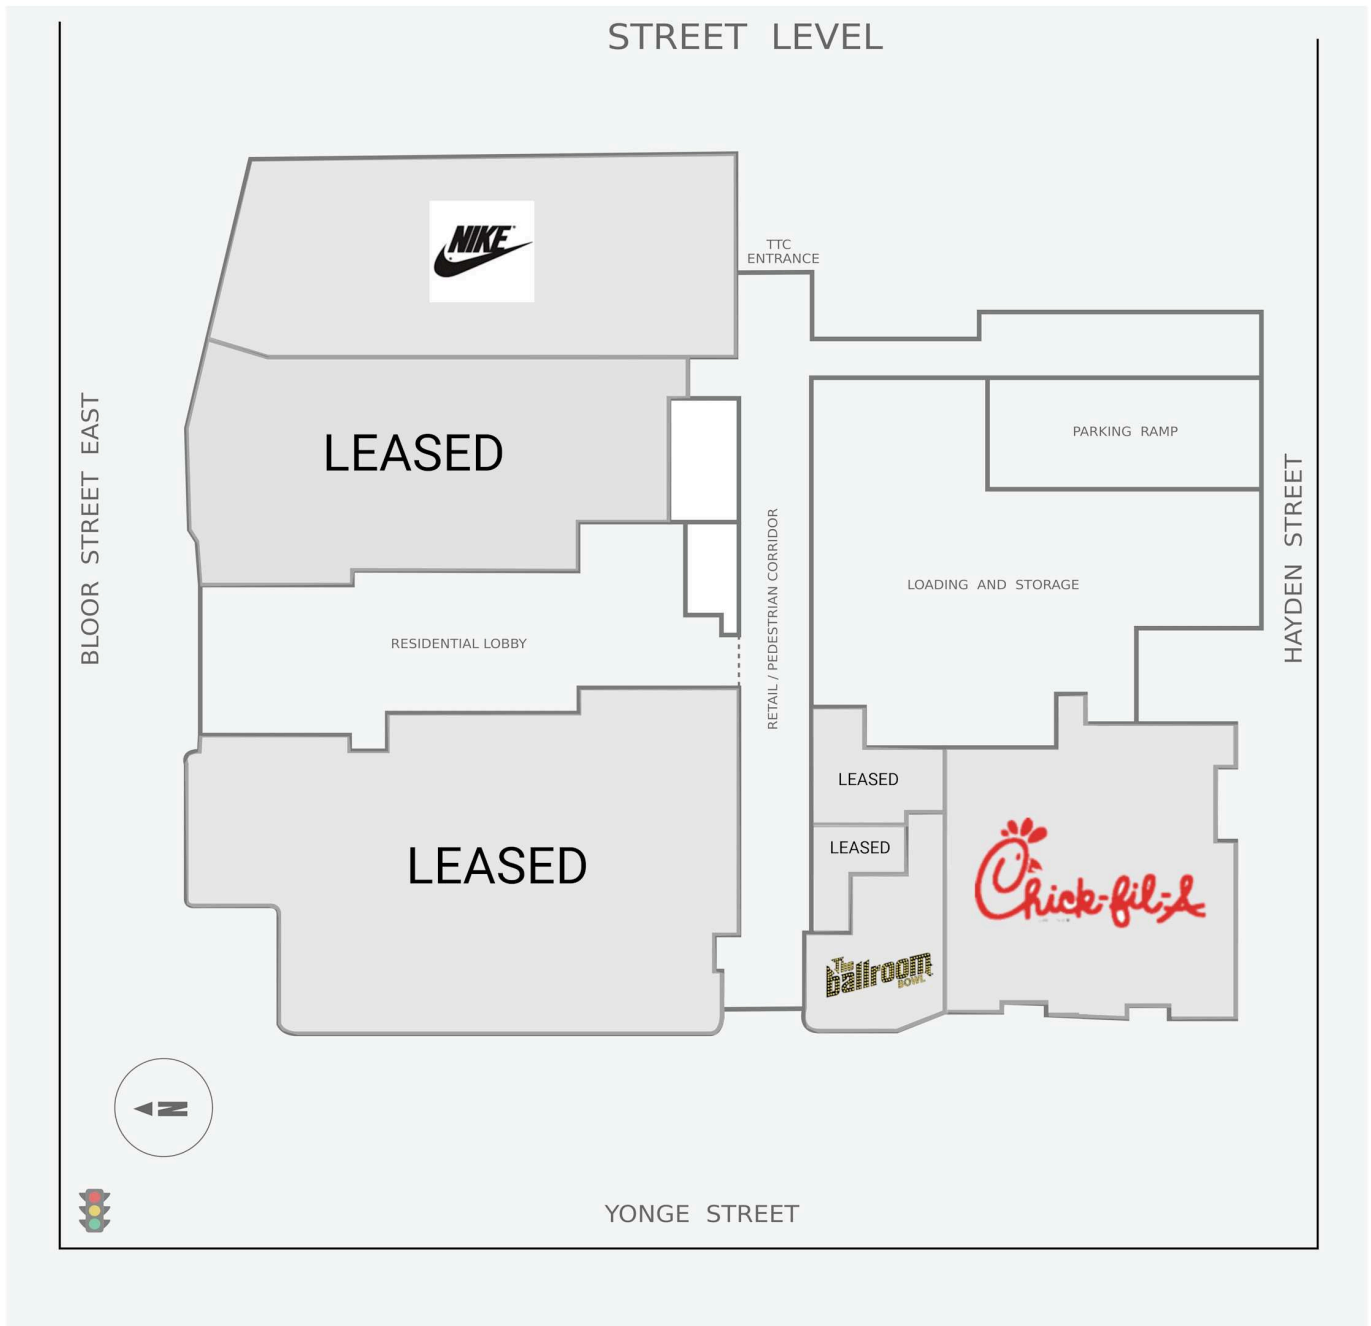 STREET LEVEL
NIKE
TTC
ENTRANCE
BLOOR STREET EAST
LEASED
PARKING RAMP
HAYDEN STREET
RETAIL / PEDESTRIAN CORRIDOR
LOADING AND STORAGE
RESIDENTIAL LOBBY
LEASED
LEASED
LEASED
Chick-fil-A
The
ballroom
BOWL
N
YONGE STREET